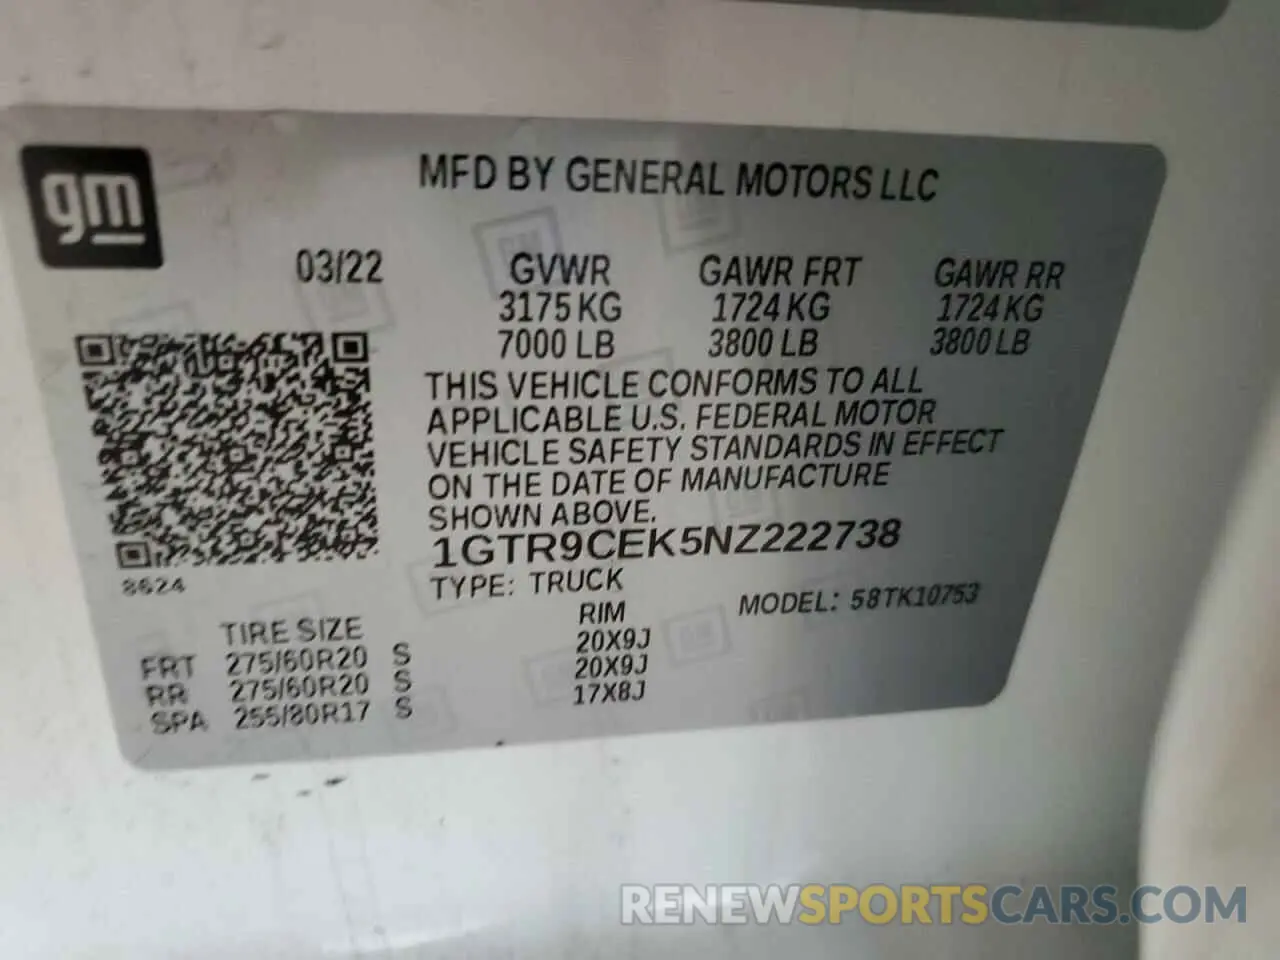 gm
MFD BY GENERAL MOTORS LLC
03/22 GVWR GAWR FRT GAWR RR
3175 KG 1724 KG 1724 KG
7000 LB 3800 LB 3800 LB
THIS VEHICLE CONFORMS TO ALL
APPLICABLE U.S. FEDERAL MOTOR
VEHICLE SAFETY STANDARDS IN EFFECT
ON THE DATE OF MANUFACTURE
SHOWN ABOVE.
1GTR9CEK5NZ222738
8624
TYPE: TRUCK MODEL: 58TK10753
TIRE SIZE RIM
FRT 275/60R20 S 20X9J
RR 275/60R20 S 20X9J
SPA 255/80R17 S 17X8J
RENEWSPORTSCARS.COM